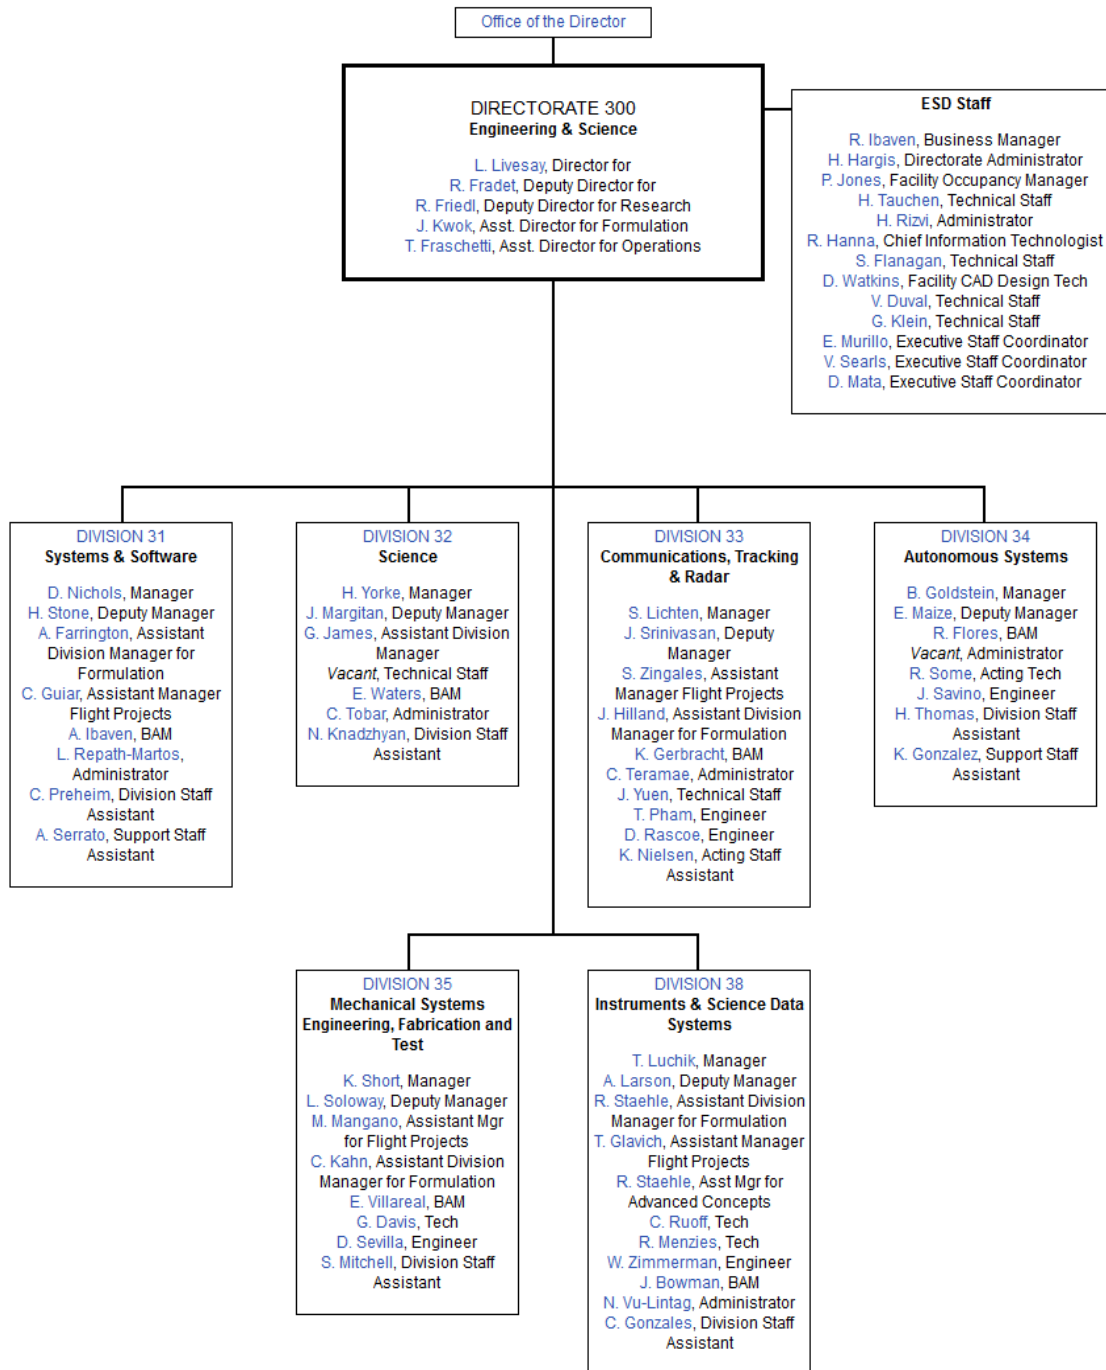 Office of the Director
DIRECTORATE 300
Engineering & Science
L. Livesay, Director for
R. Fradet, Deputy Director for
R. Friedl, Deputy Director for Research
J. Kwok, Asst. Director for Formulation
T. Fraschetti, Asst. Director for Operations
ESD Staff
R. Ibaven, Business Manager
H. Hargis, Directorate Administrator
P. Jones, Facility Occupancy Manager
H. Tauchen, Technical Staff
H. Rizvi, Administrator
R. Hanna, Chief Information Technologist
S. Flanagan, Technical Staff
D. Watkins, Facility CAD Design Tech
V. Duval, Technical Staff
G. Klein, Technical Staff
E. Murillo, Executive Staff Coordinator
V. Searls, Executive Staff Coordinator
D. Mata, Executive Staff Coordinator
DIVISION 31
Systems & Software
D. Nichols, Manager
H. Stone, Deputy Manager
A. Farrington, Assistant
Division Manager for
Formulation
C. Guiar, Assistant Manager
Flight Projects
A. Ibaven, BAM
L. Repath-Martos,
Administrator
C. Preheim, Division Staff
Assistant
A. Serrato, Support Staff
Assistant
DIVISION 32
Science
H. Yorke, Manager
J. Margitan, Deputy Manager
G. James, Assistant Division
Manager
Vacant, Technical Staff
E. Waters, BAM
C. Tobar, Administrator
N. Knadzhyan, Division Staff
Assistant
DIVISION 33
Communications, Tracking
& Radar
S. Lichten, Manager
J. Srinivasan, Deputy
Manager
S. Zingales, Assistant
Manager Flight Projects
J. Hilland, Assistant Division
Manager for Formulation
K. Gerbracht, BAM
C. Teramae, Administrator
J. Yuen, Technical Staff
T. Pham, Engineer
D. Rascoe, Engineer
K. Nielsen, Acting Staff
Assistant
DIVISION 34
Autonomous Systems
B. Goldstein, Manager
E. Maize, Deputy Manager
R. Flores, BAM
Vacant, Administrator
R. Some, Acting Tech
J. Savino, Engineer
H. Thomas, Division Staff
Assistant
K. Gonzalez, Support Staff
Assistant
DIVISION 35
Mechanical Systems
Engineering, Fabrication and
Test
K. Short, Manager
L. Soloway, Deputy Manager
M. Mangano, Assistant Mgr
for Flight Projects
C. Kahn, Assistant Division
Manager for Formulation
E. Villareal, BAM
G. Davis, Tech
D. Sevilla, Engineer
S. Mitchell, Division Staff
Assistant
DIVISION 38
Instruments & Science Data
Systems
T. Luchik, Manager
A. Larson, Deputy Manager
R. Staehle, Assistant Division
Manager for Formulation
T. Glavich, Assistant Manager
Flight Projects
R. Staehle, Asst Mgr for
Advanced Concepts
C. Ruoff, Tech
R. Menzies, Tech
W. Zimmerman, Engineer
J. Bowman, BAM
N. Vu-Lintag, Administrator
C. Gonzales, Division Staff
Assistant